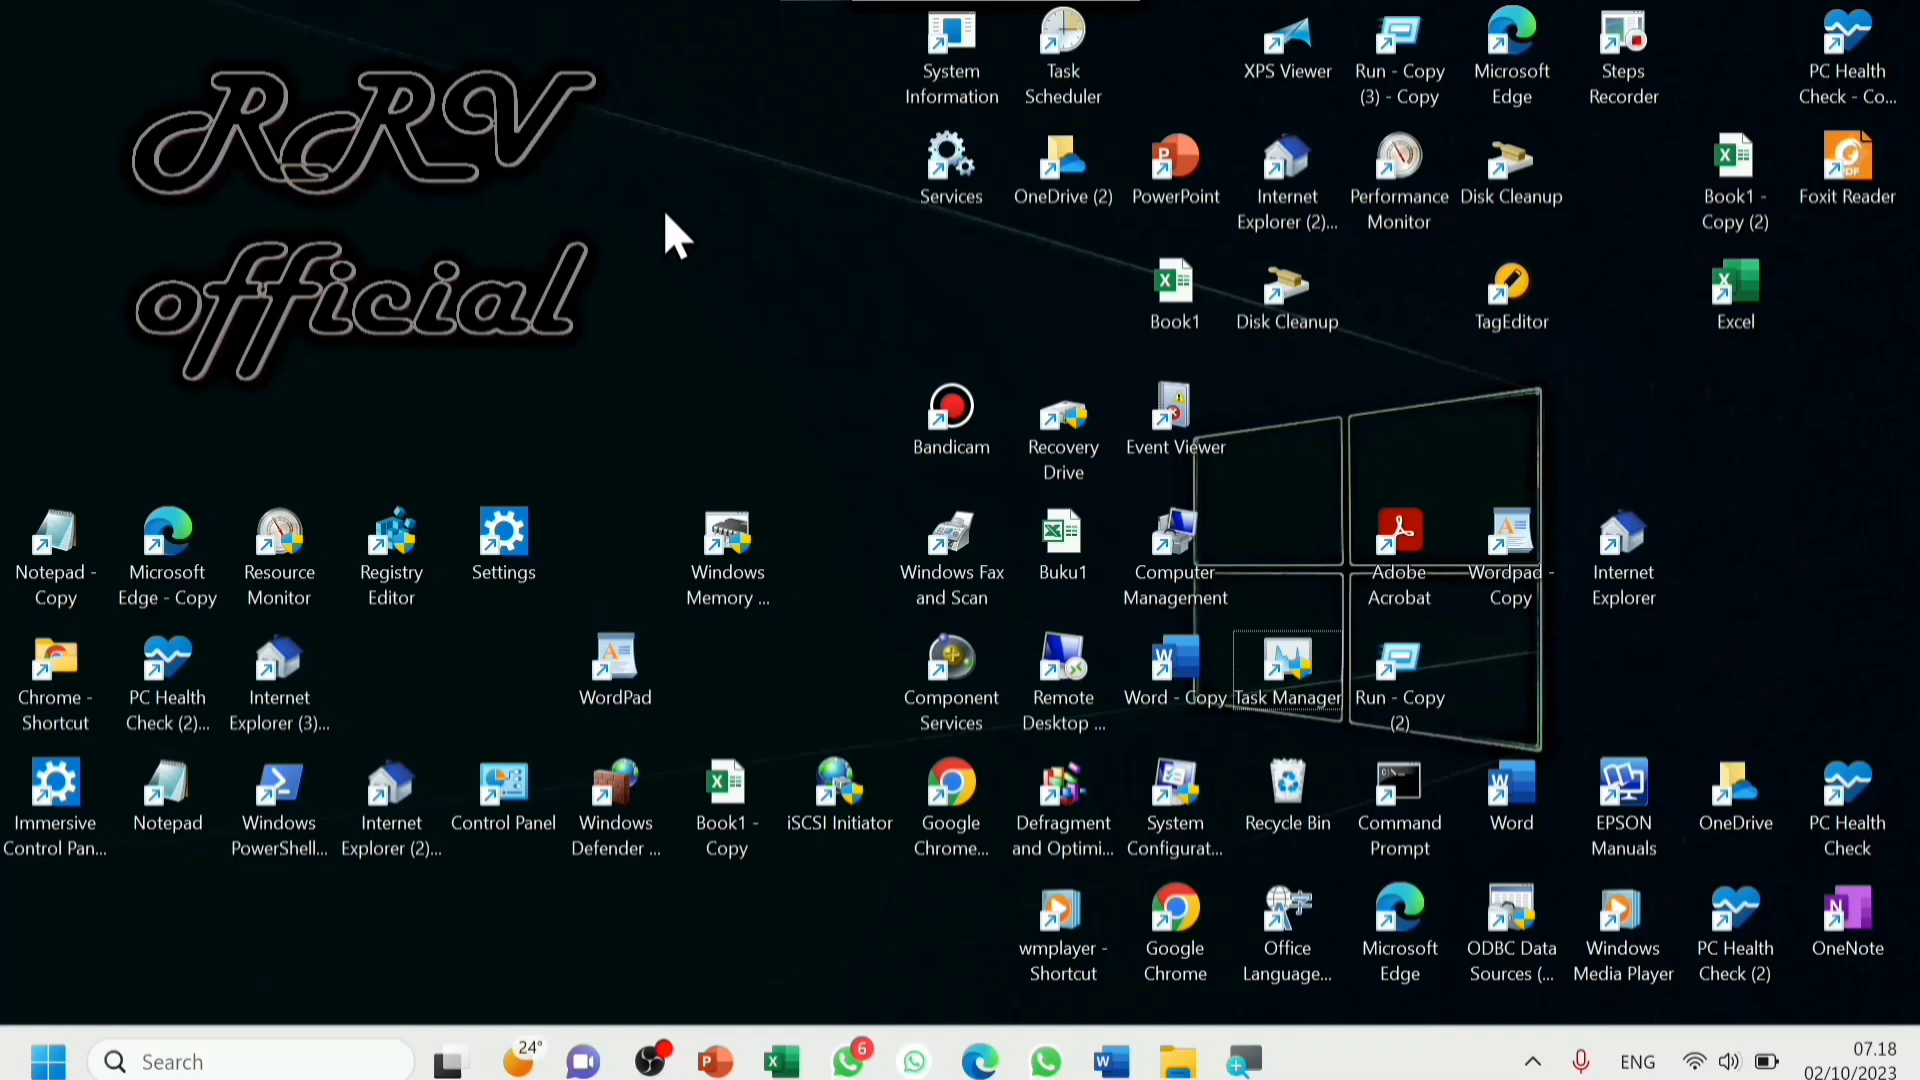 RRV
official
System
Information
Task
Scheduler
XPS Viewer
Run - Copy
(3) - Copy
Microsoft
Edge
Steps
Recorder
PC Health
Check - Co...
Services
OneDrive (2)
PowerPoint
Internet
Explorer (2)...
Performance
Monitor
Disk Cleanup
Book1 -
Copy (2)
Foxit Reader
Book1
Disk Cleanup
TagEditor
Excel
Bandicam
Recovery
Drive
Event Viewer
Notepad -
Copy
Microsoft
Edge - Copy
Resource
Monitor
Registry
Editor
Settings
Windows
Memory ...
Windows Fax
and Scan
Buku1
Computer
Management
Adobe
Acrobat
Wordpad -
Copy
Internet
Explorer
Chrome -
Shortcut
PC Health
Check (2)...
Internet
Explorer (3)...
WordPad
Component
Services
Remote
Desktop ...
Word - Copy
Task Manager
Run - Copy
(2)
Immersive
Control Pan...
Notepad
Windows
PowerShell...
Internet
Explorer (2)...
Control Panel
Windows
Defender ...
Book1 -
Copy
iSCSI Initiator
Google
Chrome...
Defragment
and Optimi...
System
Configurat...
Recycle Bin
Command
Prompt
Word
EPSON
Manuals
OneDrive
PC Health
Check
wmplayer -
Shortcut
Google
Chrome
Office
Language...
Microsoft
Edge
ODBC Data
Sources (...
Windows
Media Player
PC Health
Check (2)
OneNote
Search
24°
6
ENG
07.18
02/10/2023